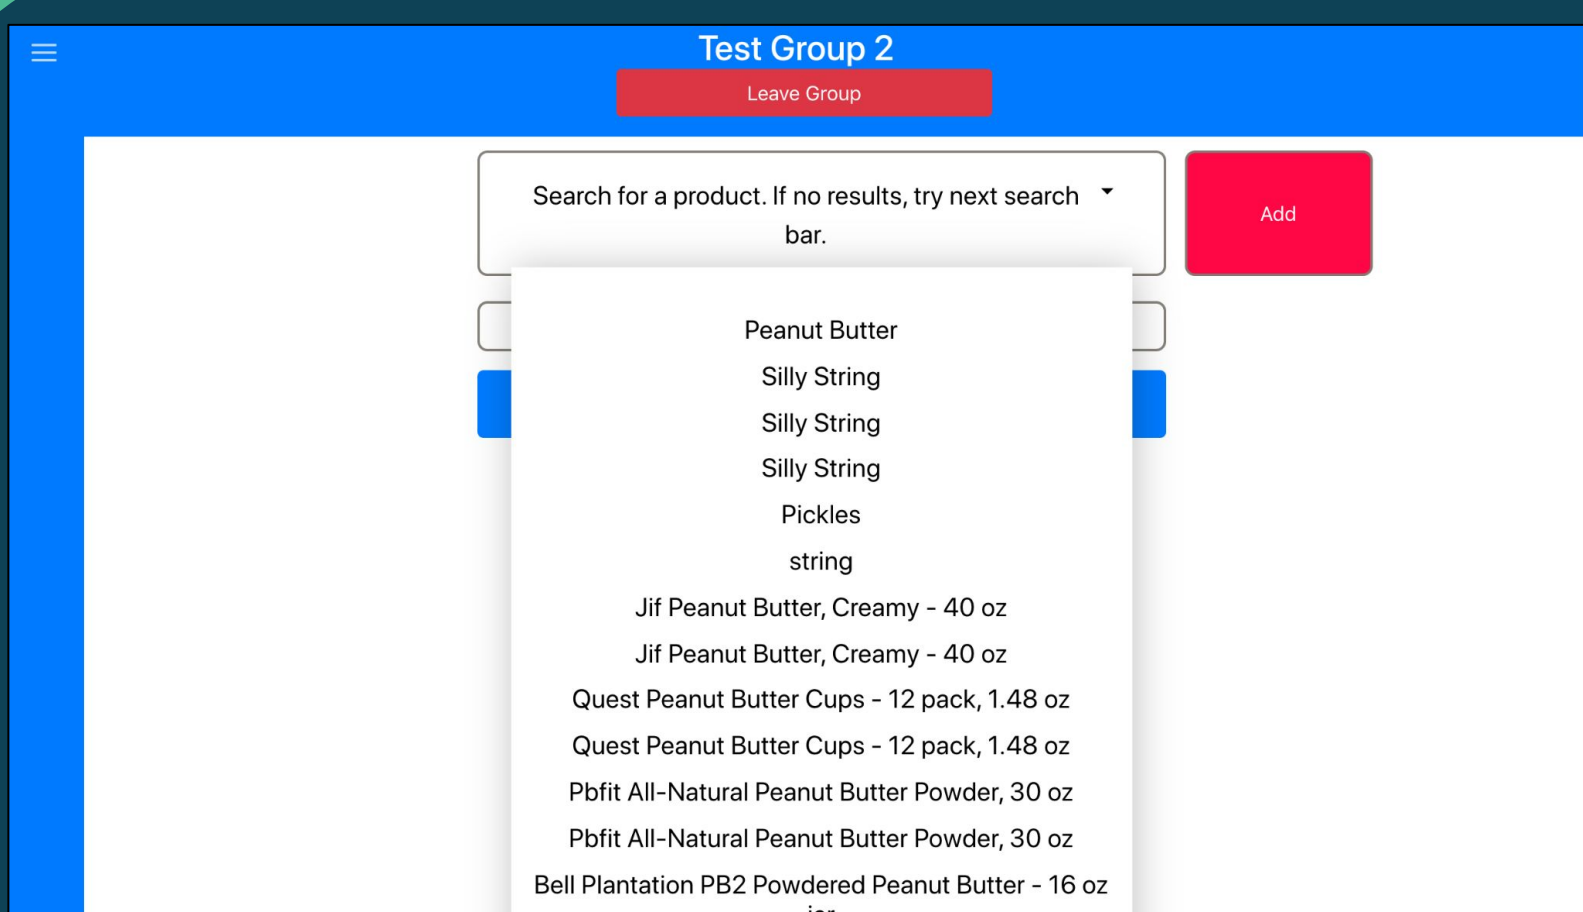 Test Group 2
Leave Group
Search for a product. If no results, try next search
bar.
Add
Peanut Butter
Silly String
Silly String
Silly String
Pickles
string
Jif Peanut Butter, Creamy - 40 oz
Jif Peanut Butter, Creamy - 40 oz
Quest Peanut Butter Cups - 12 pack, 1.48 oz
Quest Peanut Butter Cups - 12 pack, 1.48 oz
Pbfit All-Natural Peanut Butter Powder, 30 oz
Pbfit All-Natural Peanut Butter Powder, 30 oz
Bell Plantation PB2 Powdered Peanut Butter - 16 oz